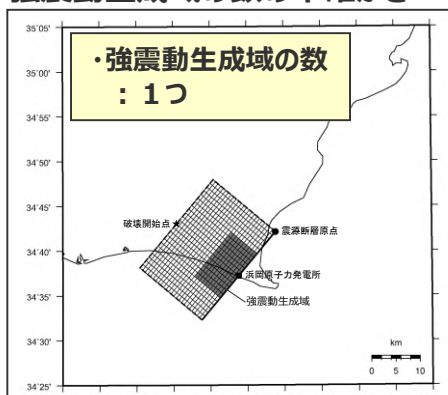 ・強震動生成域の数
：１つ
35˚05'
35˚00'
34˚55'
34˚50'
34˚45'
34˚40'
34˚35'
34˚30'
34˚25'
破壊開始点
震源断層原点
浜岡原子力発電所
強震動生成域
km
0 5 10